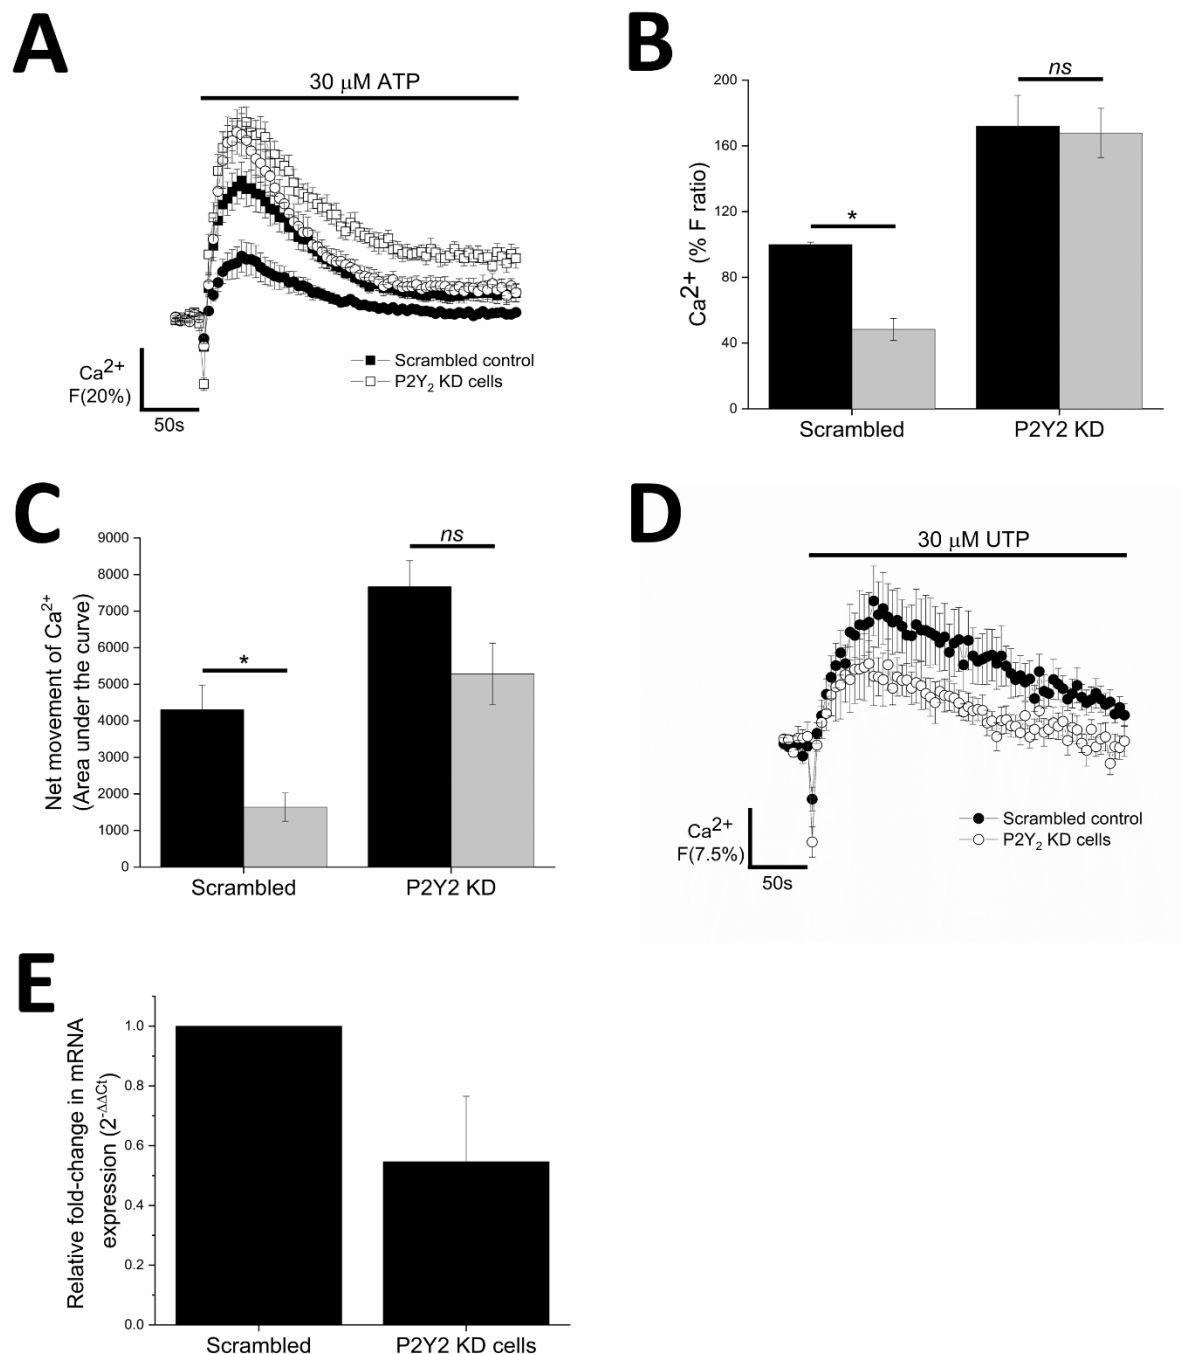 A
30 μM ATP
Ca2+
F(20%)
50s
Scrambled control
P2Y2 KD cells
B
Ca2+ (% F ratio)
200
160
120
80
40
0
*
ns
Scrambled
P2Y2 KD
C
Net movement of Ca2+
(Area under the curve)
9000
8000
7000
6000
5000
4000
3000
2000
1000
0
*
ns
Scrambled
P2Y2 KD
D
30 μM UTP
Ca2+
F(7.5%)
50s
Scrambled control
P2Y2 KD cells
E
Relative fold-change in mRNA
expression (2-ΔΔCt)
1.0
0.8
0.6
0.4
0.2
0.0
Scrambled
P2Y2 KD cells